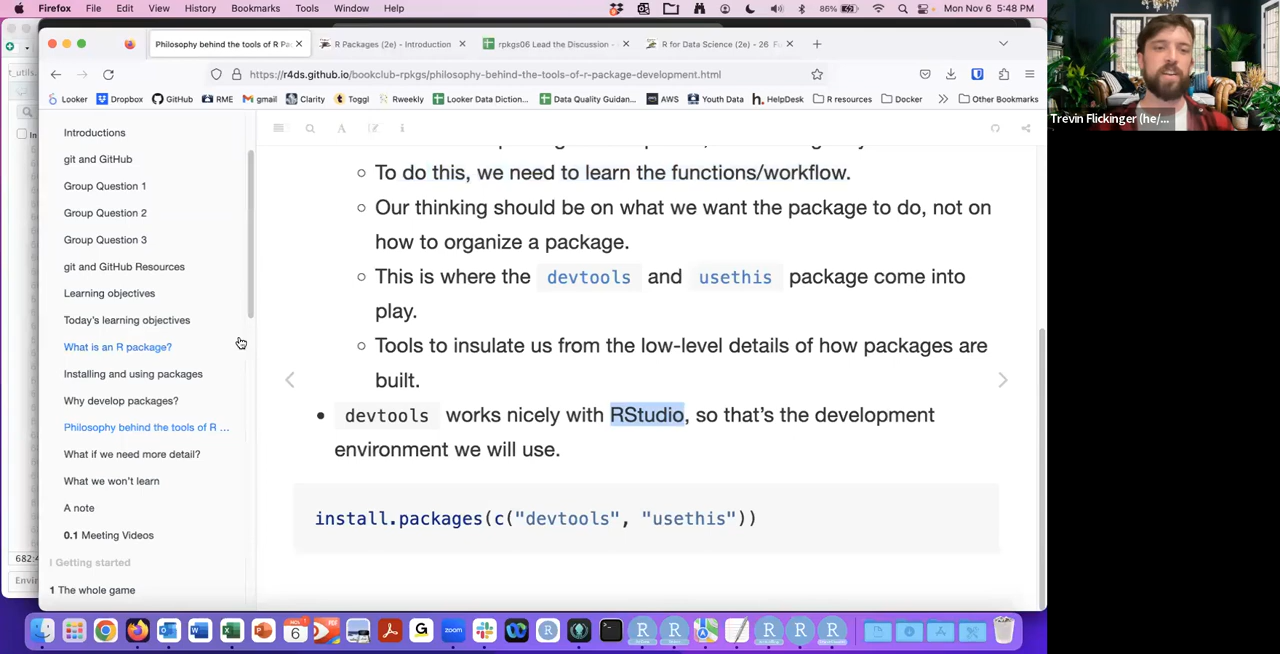 Firefox File Edit View History Bookmarks Tools Window Help
86% Mon Nov 6 5:48 PM
Philosophy behind the tools of R Pa
R Packages (2e) - Introduction
rpkgs06 Lead the Discussion -
R for Data Science (2e) - 26 F
https://r4ds.github.io/bookclub-rpkgs/philosophy-behind-the-tools-of-r-package-development.html
Looker Dropbox GitHub RME gmail Clarity Toggl Rweekly Looker Data Diction... Data Quality Guidan... AWS Youth Data HelpDesk R resources Docker Other Bookmarks
t_utils.
In
Introductions
git and GitHub
Group Question 1
Group Question 2
Group Question 3
git and GitHub Resources
Learning objectives
Today's learning objectives
What is an R package?
Installing and using packages
Why develop packages?
Philosophy behind the tools of R ...
What if we need more detail?
What we won't learn
A note
0.1 Meeting Videos
I Getting started
1 The whole game
682:4
Envir
To do this, we need to learn the functions/workflow.
Our thinking should be on what we want the package to do, not on
how to organize a package.
This is where the devtools and usethis package come into
play.
Tools to insulate us from the low-level details of how packages are
built.
devtools works nicely with RStudio, so that's the development
environment we will use.
install.packages(c("devtools", "usethis"))
Trevin Flickinger (he/...
NOV
6
zoom